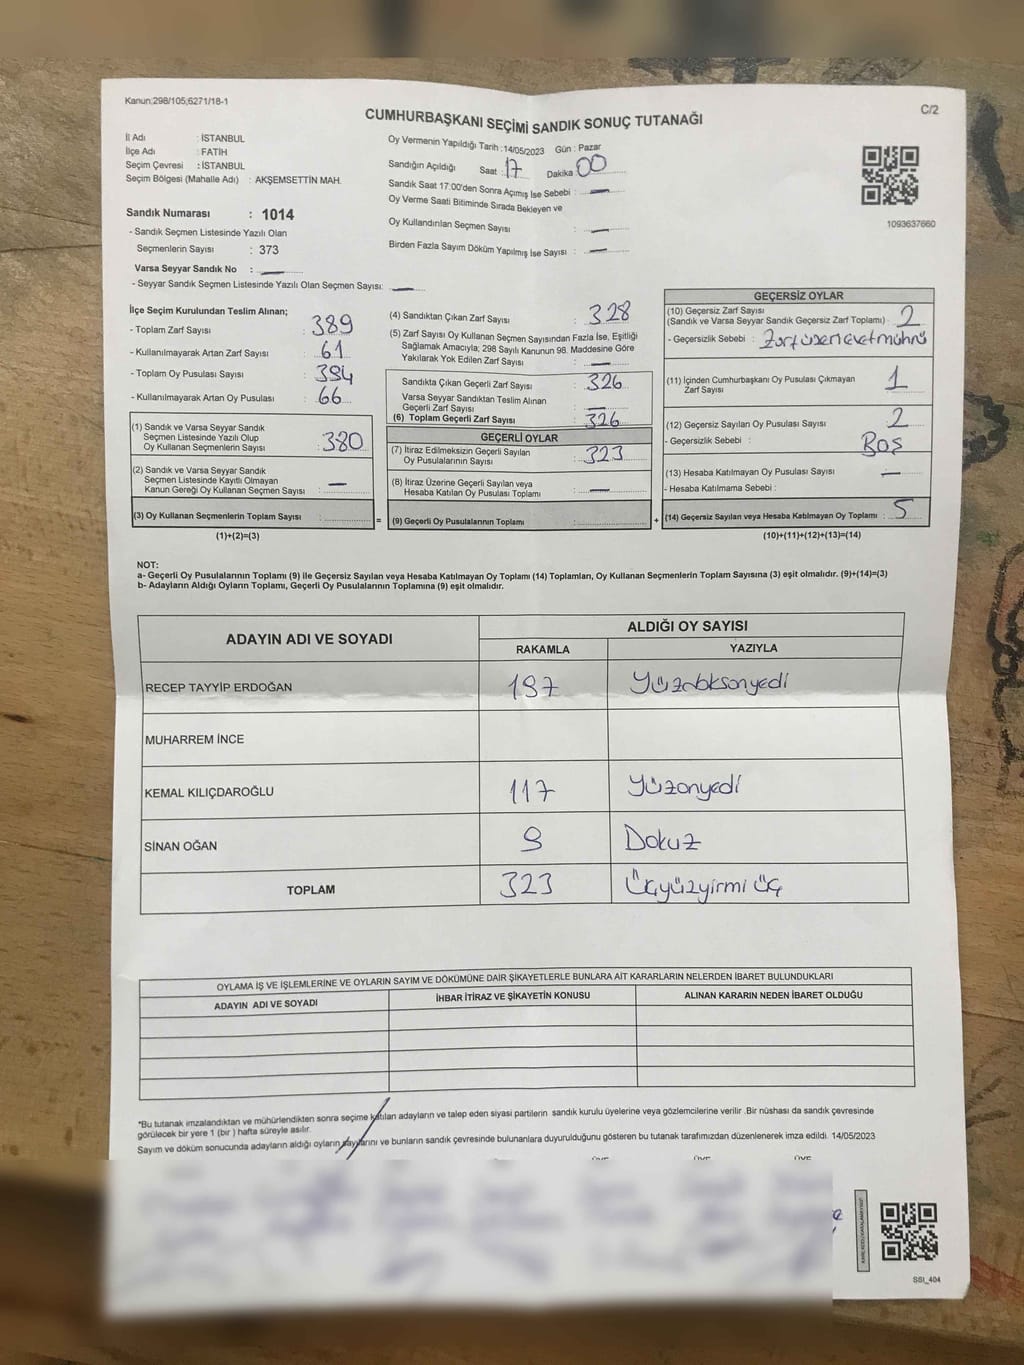 Kanun:298/105;6271/18-1
C/2
CUMHURBAŞKANI SEÇİMİ SANDIK SONUÇ TUTANAĞI
İl Adı : İSTANBUL
İlçe Adı : FATİH
Seçim Çevresi : İSTANBUL
Seçim Bölgesi (Mahalle Adı) : AKŞEMSETTİN MAH.
Sandık Numarası : 1014
- Sandık Seçmen Listesinde Yazılı Olan
Seçmenlerin Sayısı : 373
Varsa Seyyar Sandık No : —
- Seyyar Sandık Seçmen Listesinde Yazılı Olan Seçmen Sayısı: —
Oy Vermenin Yapıldığı Tarih :14/05/2023 Gün : Pazar
Sandığın Açıldığı Saat : 17 Dakika : 00
Sandık Saat 17:00'den Sonra Açımış İse Sebebi : —
Oy Verme Saati Bitiminde Sırada Bekleyen ve
Oy Kullandırılan Seçmen Sayısı : —
Birden Fazla Sayım Döküm Yapılmış İse Sayısı : —
1093637660
İlçe Seçim Kurulundan Teslim Alınan;
- Toplam Zarf Sayısı : 389
- Kullanılmayarak Artan Zarf Sayısı : 61
- Toplam Oy Pusulası Sayısı : 394
- Kullanılmayarak Artan Oy Pusulası : 66
(1) Sandık ve Varsa Seyyar Sandık
Seçmen Listesinde Yazılı Olup
Oy Kullanan Seçmenlerin Sayısı : 380
(2) Sandık ve Varsa Seyyar Sandık
Seçmen Listesinde Kayıtlı Olmayan
Kanun Gereği Oy Kullanan Seçmen Sayısı : —
(3) Oy Kullanan Seçmenlerin Toplam Sayısı :
(1)+(2)=(3)
(4) Sandıktan Çıkan Zarf Sayısı : 328
(5) Zarf Sayısı Oy Kullanan Seçmen Sayısından Fazla İse, Eşitliği
Sağlamak Amacıyla; 298 Sayılı Kanunun 98. Maddesine Göre
Yakılarak Yok Edilen Zarf Sayısı : —
Sandıkta Çıkan Geçerli Zarf Sayısı : 326
Varsa Seyyar Sandıktan Teslim Alınan
Geçerli Zarf Sayısı : —
(6) Toplam Geçerli Zarf Sayısı : 326
GEÇERLİ OYLAR
(7) İtiraz Edilmeksizin Geçerli Sayılan
Oy Pusulalarının Sayısı : 323
(8) İtiraz Üzerine Geçerli Sayılan veya
Hesaba Katılan Oy Pusulası Toplamı : —
= (9) Geçerli Oy Pusulalarının Toplamı :
GEÇERSİZ OYLAR
(10) Geçersiz Zarf Sayısı
(Sandık ve Varsa Seyyar Sandık Geçersiz Zarf Toplamı) : 2
- Geçersizlik Sebebi : Zarf üzeri evet mührü
(11) İçinden Cumhurbaşkanı Oy Pusulası Çıkmayan
Zarf Sayısı : 1
(12) Geçersiz Sayılan Oy Pusulası Sayısı : 2
- Geçersizlik Sebebi : Boş
(13) Hesaba Katılmayan Oy Pusulası Sayısı : —
- Hesaba Katılmama Sebebi :
+ (14) Geçersiz Sayılan veya Hesaba Katılmayan Oy Toplamı : 5
(10)+(11)+(12)+(13)=(14)
NOT:
a- Geçerli Oy Pusulalarının Toplamı (9) ile Geçersiz Sayılan veya Hesaba Katılmayan Oy Toplamı (14) Toplamları, Oy Kullanan Seçmenlerin Toplam Sayısına (3) eşit olmalıdır. (9)+(14)=(3)
b- Adayların Aldığı Oyların Toplamı, Geçerli Oy Pusulalarının Toplamına (9) eşit olmalıdır.
ADAYIN ADI VE SOYADI
ALDIĞI OY SAYISI
RAKAMLA YAZIYLA
RECEP TAYYİP ERDOĞAN 197 Yüzdoksanyedi
MUHARREM İNCE
KEMAL KILIÇDAROĞLU 117 Yüzonyedi
SİNAN OĞAN 9 Dokuz
TOPLAM 323 Üçyüzyirmi üç
OYLAMA İŞ VE İŞLEMLERİNE VE OYLARIN SAYIM VE DÖKÜMÜNE DAİR ŞİKAYETLERLE BUNLARA AİT KARARLARIN NELERDEN İBARET BULUNDUKLARI
ADAYIN ADI VE SOYADI İHBAR İTİRAZ VE ŞİKAYETİN KONUSU ALINAN KARARIN NEDEN İBARET OLDUĞU
*Bu tutanak imzalandıktan ve mühürlendikten sonra seçime katılan adayların ve talep eden siyasi partilerin sandık kurulu üyelerine veya gözlemcilerine verilir .Bir nüshası da sandık çevresinde
görülecek bir yere 1 (bir ) hafta süreyle asılır.
Sayım ve döküm sonucunda adayların aldığı oyların sayılarını ve bunların sandık çevresinde bulunanlara duyurulduğunu gösteren bu tutanak tarafımızdan düzenlenerek imza edildi. 14/05/2023
SSI_404